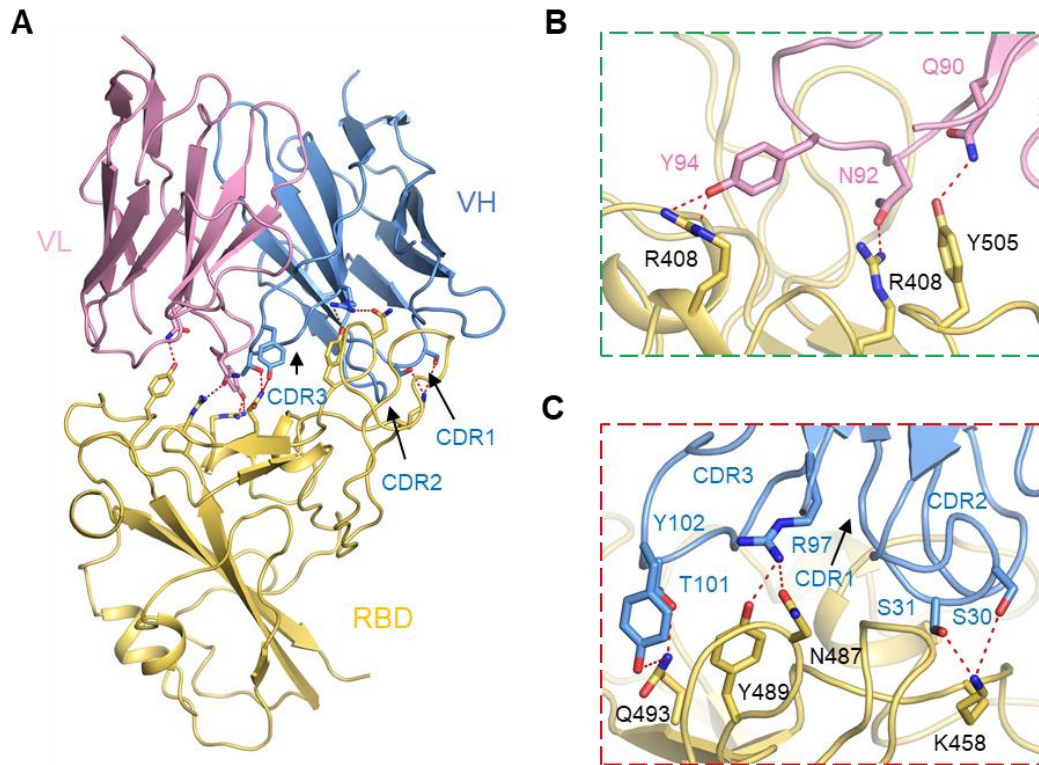 A
VL
VH
CDR3
CDR1
CDR2
RBD
B
Q90
Y94
N92
R408
R408
Y505
C
CDR3
CDR2
Y102
R97
T101
CDR1
S31
S30
N487
Y489
Q493
K458